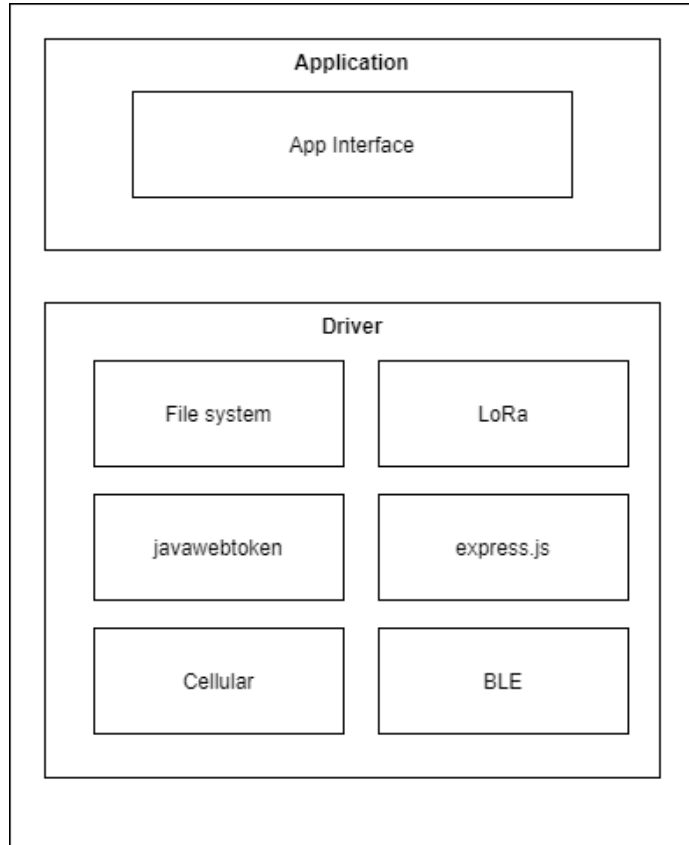 Application
App Interface
Driver
File system
LoRa
javawebtoken
express.js
Cellular
BLE